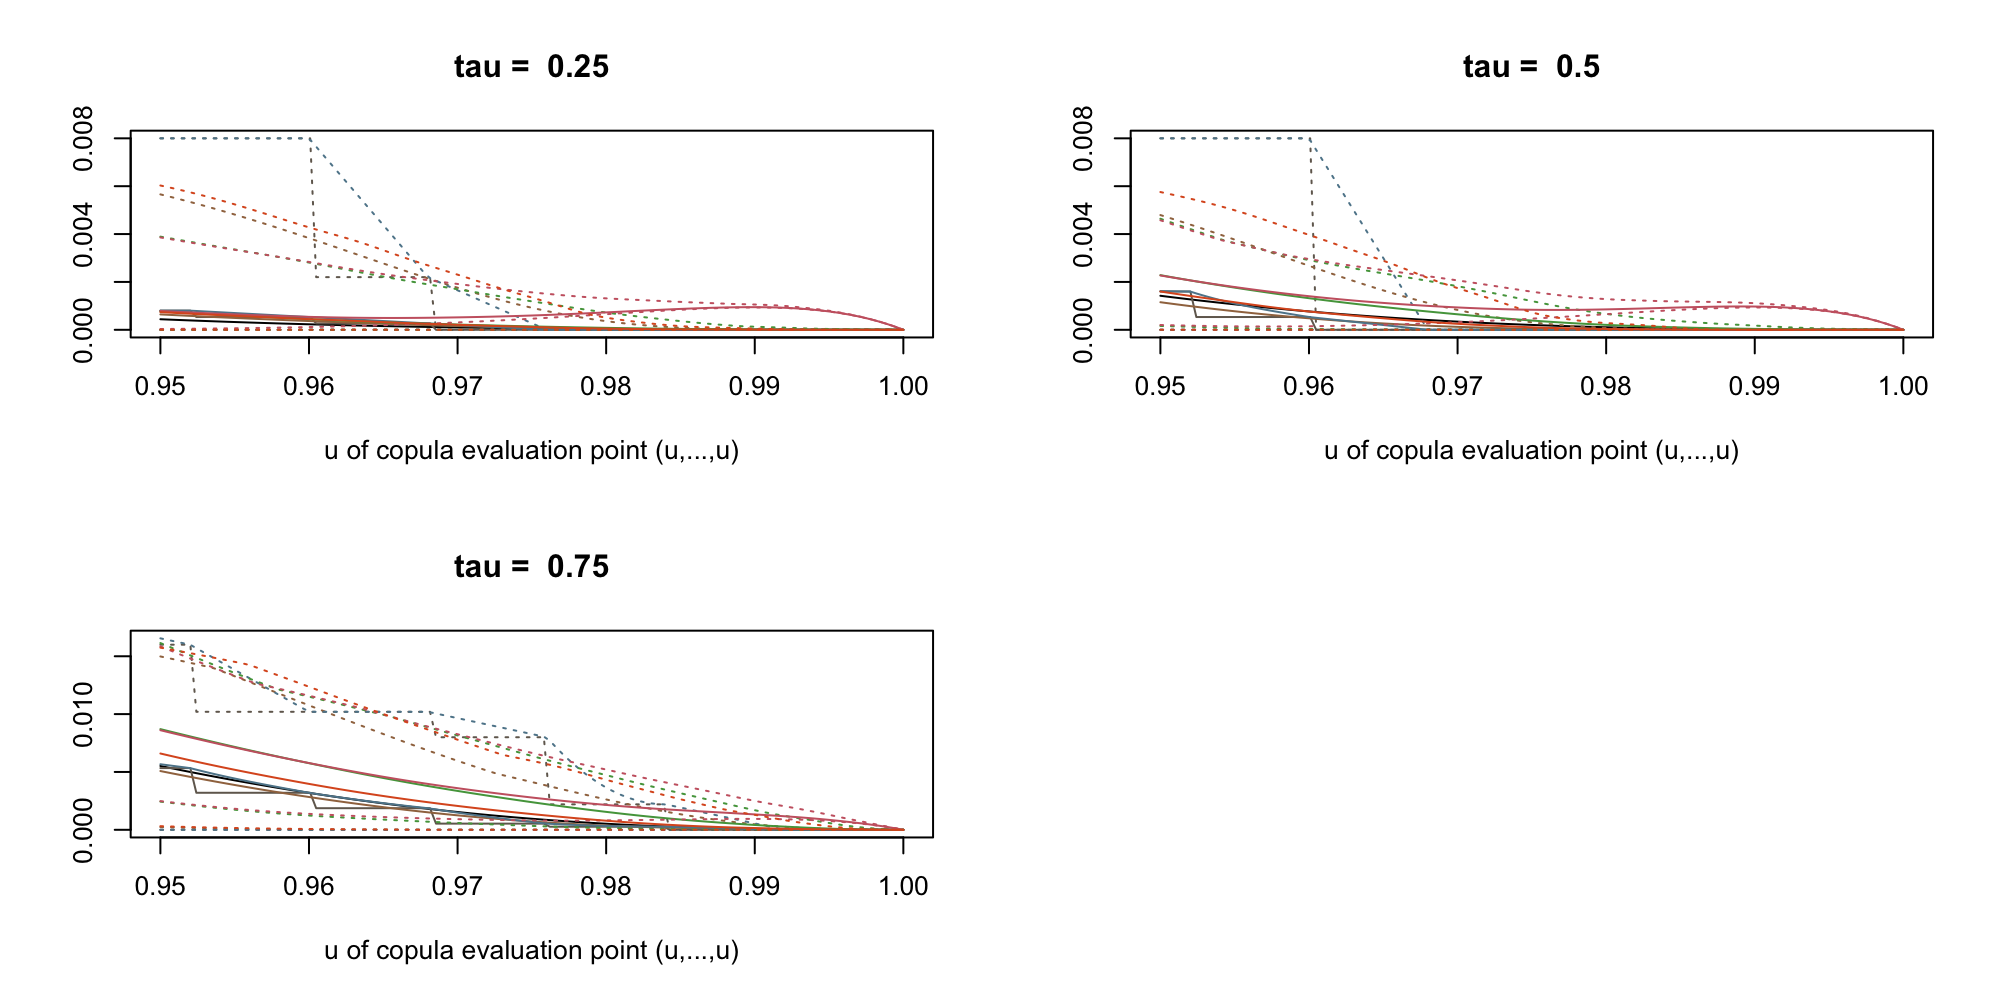 tau = 0.25
0.008
0.004
0.000
0.95 0.96 0.97 0.98 0.99 1.00
u of copula evaluation point (u,...,u)
tau = 0.5
0.008
0.004
0.000
0.95 0.96 0.97 0.98 0.99 1.00
u of copula evaluation point (u,...,u)
tau = 0.75
0.010
0.000
0.95 0.96 0.97 0.98 0.99 1.00
u of copula evaluation point (u,...,u)